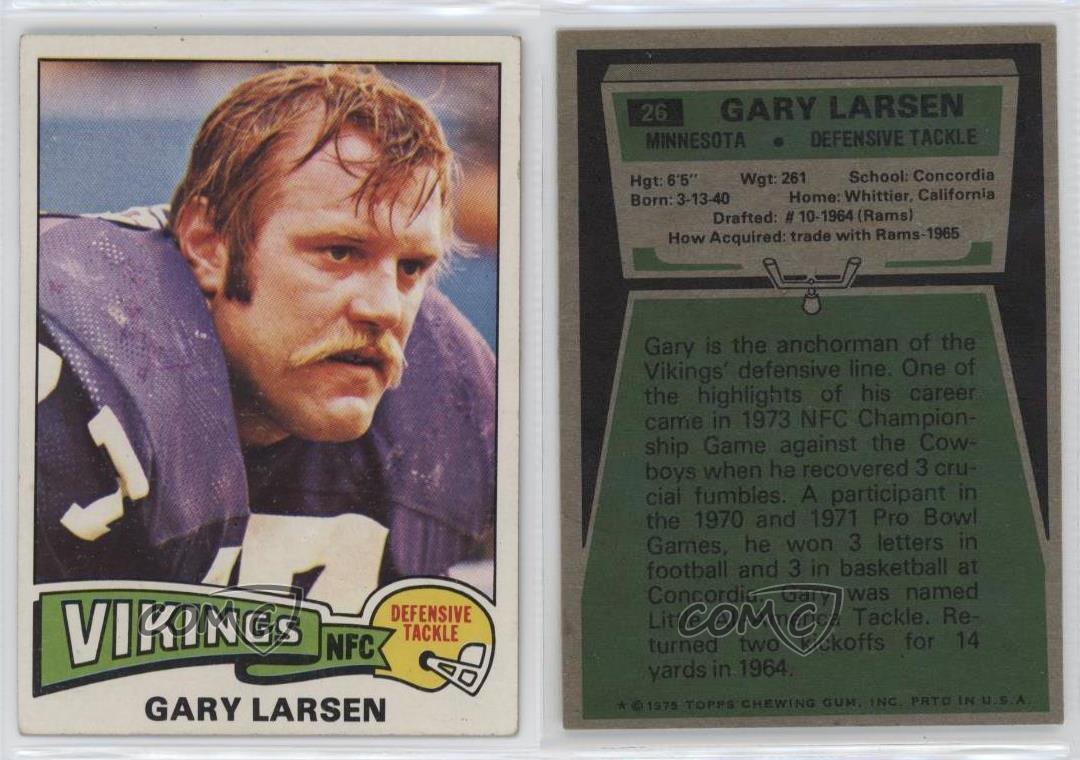 VIKINGS
NFC
DEFENSIVE
TACKLE
GARY LARSEN
COMC
26 GARY LARSEN
MINNESOTA • DEFENSIVE TACKLE
Hgt: 6'5" Wgt: 261 School: Concordia
Born: 3-13-40 Home: Whittier, California
Drafted: #10-1964 (Rams)
How Acquired: trade with Rams-1965
Gary is the anchorman of the
Vikings' defensive line. One of
the highlights of his career
came in 1973 NFC Champion-
ship Game against the Cow-
boys when he recovered 3 cru-
cial fumbles. A participant in
the 1970 and 1971 Pro Bowl
Games, he won 3 letters in
football and 3 in basketball at
Concordia. Gary was named
Little All-America Tackle. Re-
turned two kickoffs for 14
yards in 1964.
COMC
★ © 1975 TOPPS CHEWING GUM, INC. PRTD IN U.S.A.